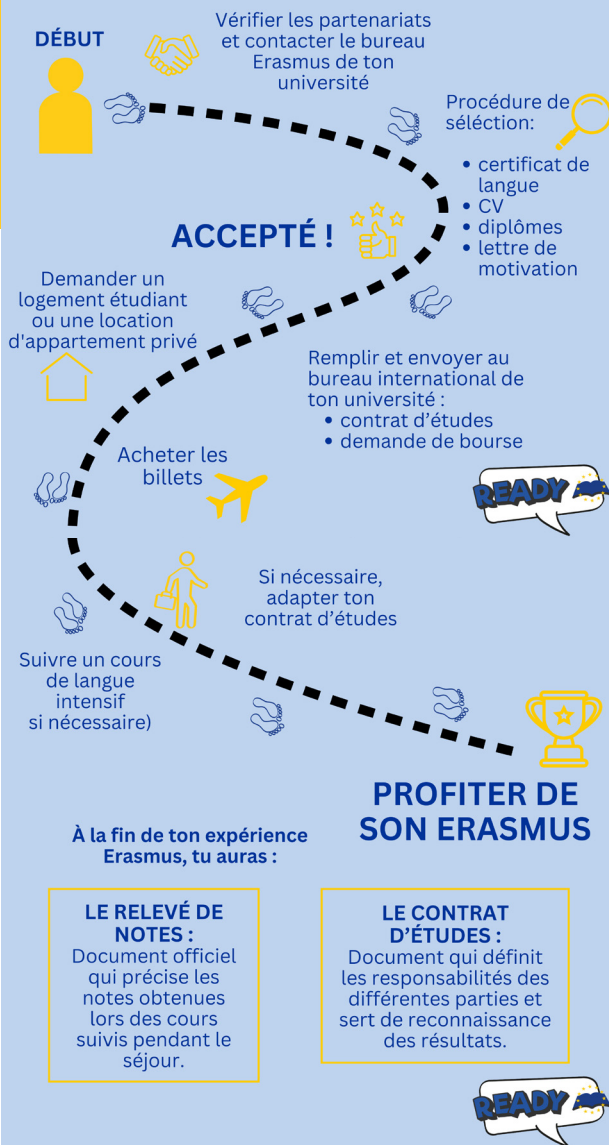 DÉBUT
Vérifier les partenariats
et contacter le bureau
Erasmus de ton
université
Procédure de
séléction:
• certificat de
langue
• CV
• diplômes
• lettre de
motivation
ACCEPTÉ !
Demander un
logement étudiant
ou une location
d'appartement privé
Remplir et envoyer au
bureau international de
ton université :
• contrat d’études
• demande de bourse
Acheter les
billets
READY
Si nécessaire,
adapter ton
contrat d’études
Suivre un cours
de langue
intensif
si nécessaire)
PROFITER DE
SON ERASMUS
À la fin de ton expérience
Erasmus, tu auras :
LE RELEVÉ DE
NOTES :
Document officiel
qui précise les
notes obtenues
lors des cours
suivis pendant le
séjour.
LE CONTRAT
D’ÉTUDES :
Document qui définit
les responsabilités des
différentes parties et
sert de reconnaissance
des résultats.
READY